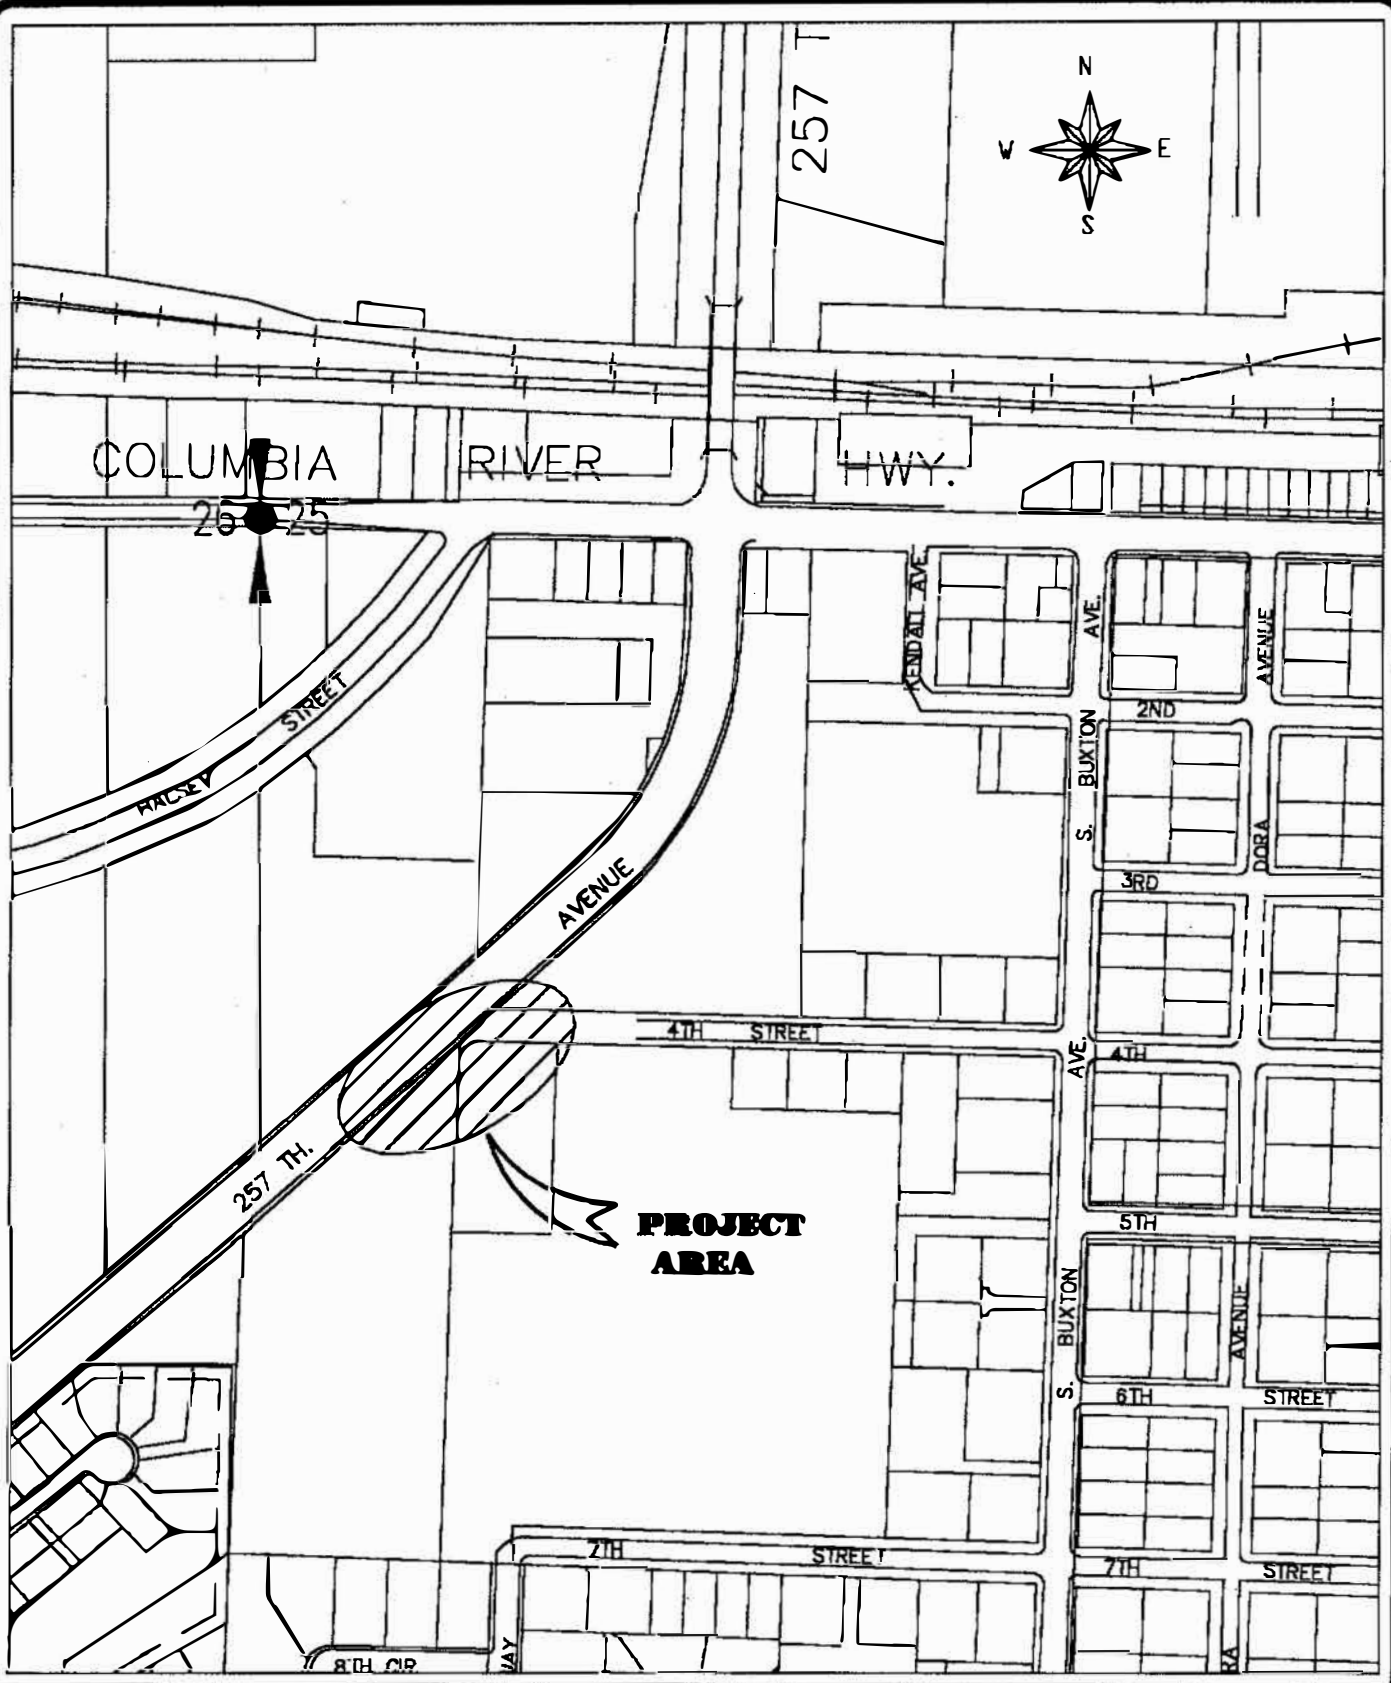 257 T
N
W E
S
COLUMBIA RIVER HWY.
26 25
KENDALL AVE
AVE.
AVENUE
STREET
2ND
BUXTON
HALSEY
S.
DORA
AVENUE
3RD
4TH STREET
AVE.
4TH
257 TH.
PROJECT
AREA
5TH
BUXTON
AVENUE
S.
6TH STREET
7TH STREET
7TH STREET
8TH CIR
RA